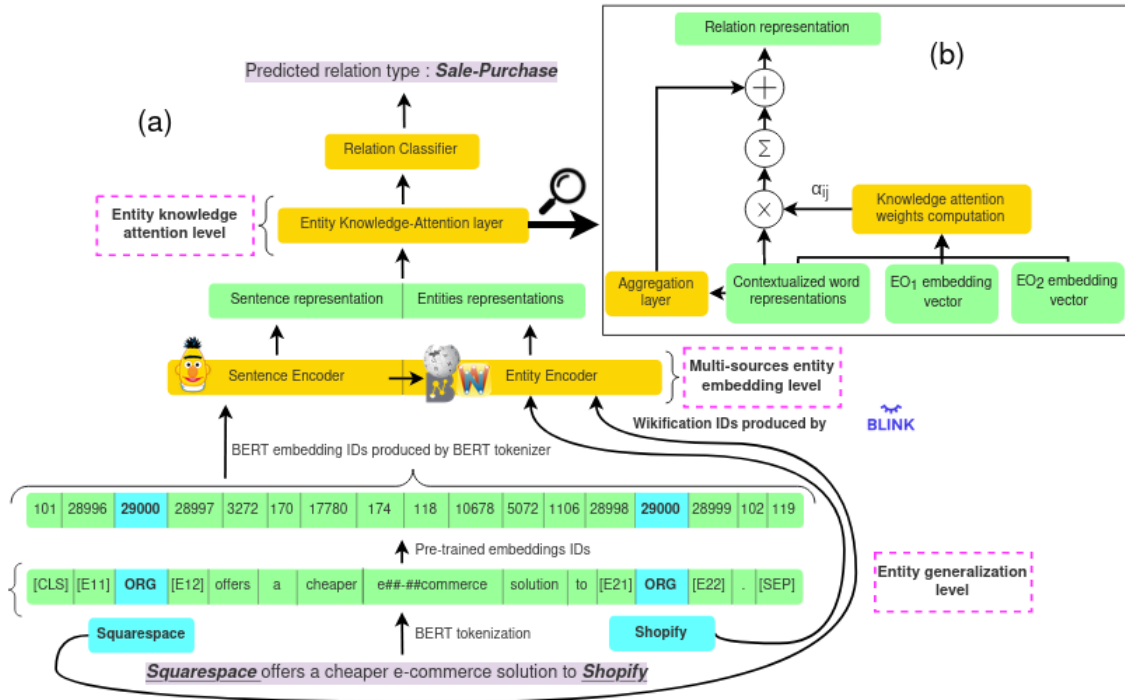 Relation representation
(b)
+
Predicted relation type : Sale-Purchase
(a)
Σ
Relation Classifier
αij
Knowledge attention
weights computation
×
Entity knowledge
attention level
Entity Knowledge-Attention layer
Aggregation
layer
Contextualized word
representations
EO1 embedding
vector
EO2 embedding
vector
Sentence representation
Entities representations
Sentence Encoder
W
Entity Encoder
Multi-sources entity
embedding level
Wikification IDs produced by
BLINK
BERT embedding IDs produced by BERT tokenizer
101 28996 29000 28997 3272 170 17780 174 118 10678 5072 1106 28998 29000 28999 102 119
Pre-trained embeddings IDs
[CLS] [E11] ORG [E12] offers a cheaper e##-##commerce solution to [E21] ORG [E22] . [SEP]
Entity generalization
level
Squarespace
BERT tokenization
Shopify
Squarespace offers a cheaper e-commerce solution to Shopify